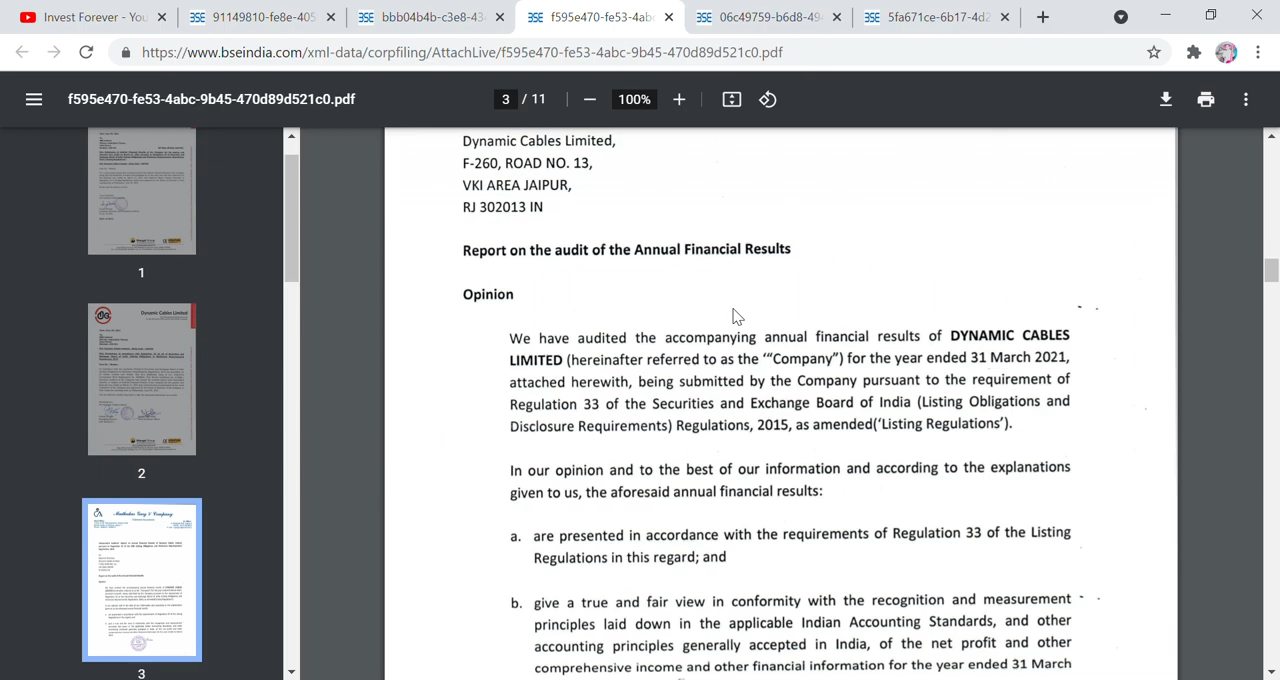 Invest Forever - You
91149810-fe8e-405
bbb04b4b-c3e8-43
f595e470-fe53-4abc
06c49759-b6d8-49
5fa671ce-6b17-4d2
https://www.bseindia.com/xml-data/corpfiling/AttachLive/f595e470-fe53-4abc-9b45-470d89d521c0.pdf
f595e470-fe53-4abc-9b45-470d89d521c0.pdf
3 / 11
100%
1
Dynamic Cables Limited
2
3
Dynamic Cables Limited,
F-260, ROAD NO. 13,
VKI AREA JAIPUR,
RJ 302013 IN
Report on the audit of the Annual Financial Results
Opinion
We have audited the accompanying annual financial results of DYNAMIC CABLES
LIMITED (hereinafter referred to as the '"Company") for the year ended 31 March 2021,
attachedherewith, being submitted by the Company pursuant to the requirement of
Regulation 33 of the Securities and Exchange Board of India (Listing Obligations and
Disclosure Requirements) Regulations, 2015, as amended('Listing Regulations').
In our opinion and to the best of our information and according to the explanations
given to us, the aforesaid annual financial results:
a. are presented in accordance with the requirements of Regulation 33 of the Listing
Regulations in this regard; and
b. give a true and fair view in conformity with the recognition and measurement
principles laid down in the applicable Indian Accounting Standards, and other
accounting principles generally accepted in India, of the net profit and other
comprehensive income and other financial information for the year ended 31 March